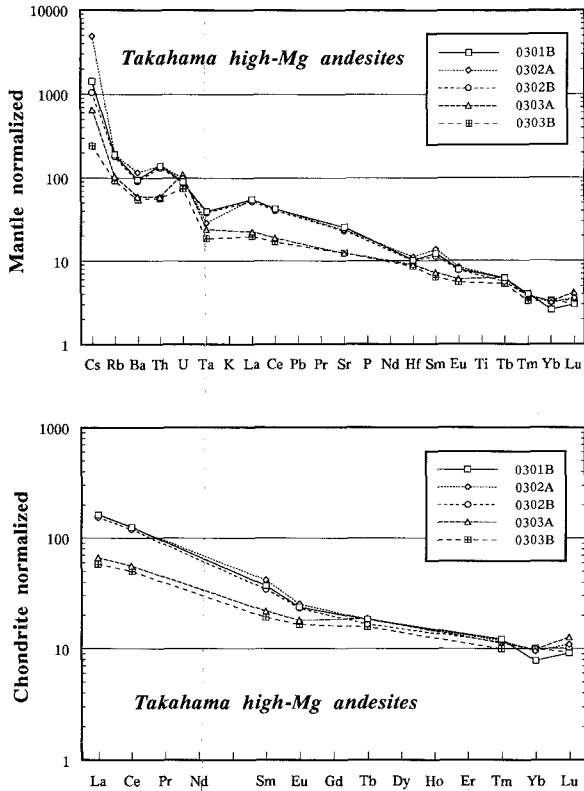 Mantle normalized
10000
1000
100
10
1
Takahama high-Mg andesites
0301B
0302A
0302B
0303A
0303B
Cs Rb Ba Th U Ta K La Ce Pb Pr Sr P Nd Hf Sm Eu Ti Tb Tm Yb Lu
Chondrite normalized
1000
100
10
1
0301B
0302A
0302B
0303A
0303B
Takahama high-Mg andesites
La Ce Pr Nd Sm Eu Gd Tb Dy Ho Er Tm Yb Lu